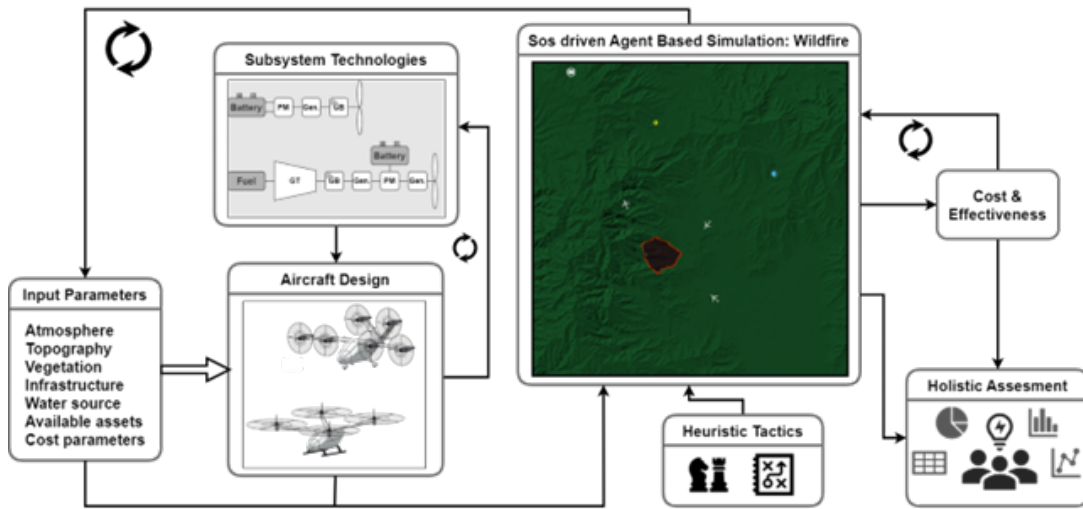 Sos driven Agent Based Simulation: Wildfire
Subsystem Technologies
Battery
PM
Gen.
GB
Battery
Fuel
GT
GB
Gen.
PM
Gen.
Cost &
Effectiveness
Input Parameters
Atmosphere
Topography
Vegetation
Infrastructure
Water source
Available assets
Cost parameters
Aircraft Design
Heuristic Tactics
Holistic Assesment